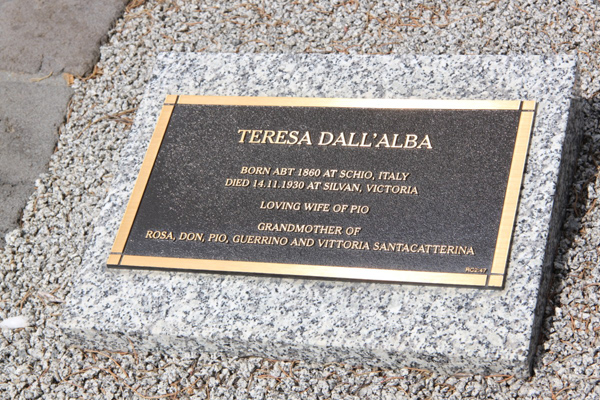 TERESA DALL'ALBA
BORN ABT 1860 AT SCHIO, ITALY
DIED 14.11.1930 AT SILVAN, VICTORIA
LOVING WIFE OF PIO
GRANDMOTHER OF
ROSA, DON, PIO, GUERRINO AND VITTORIA SANTACATTERINA